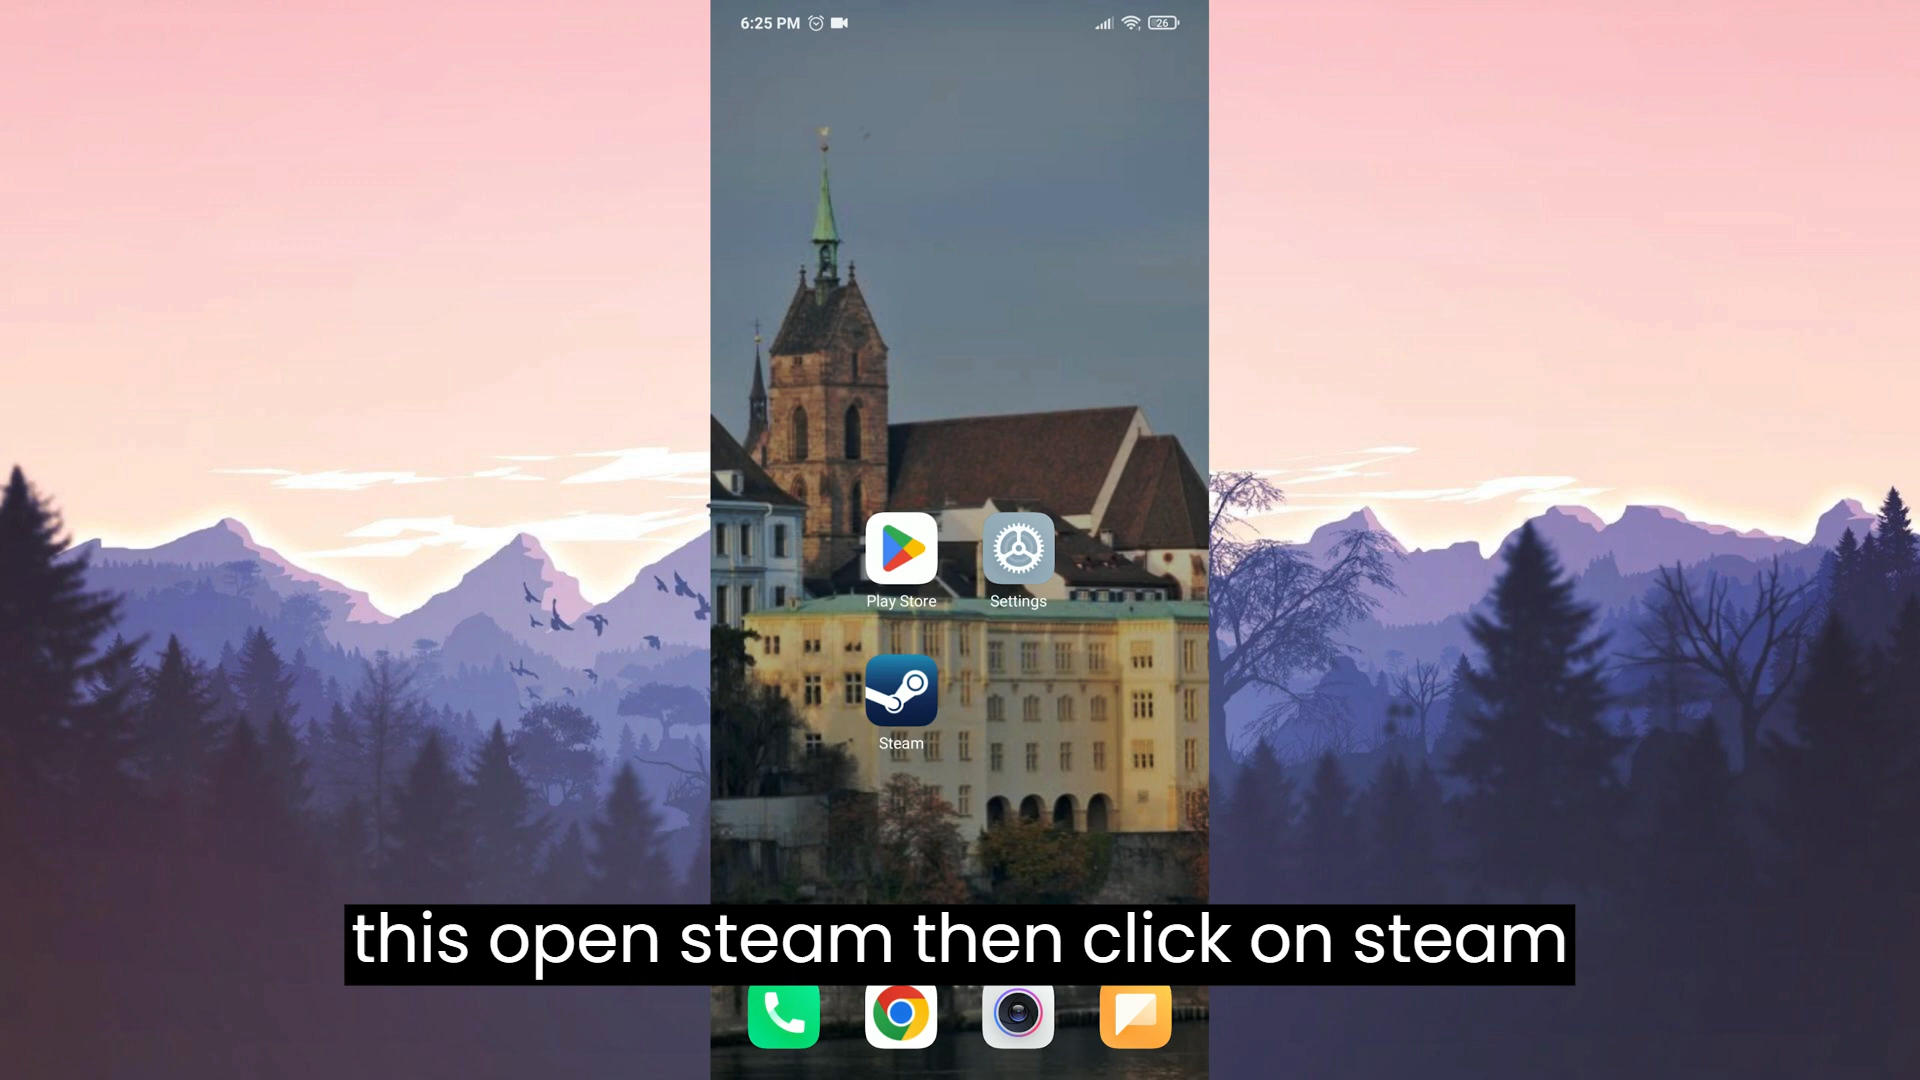 6:25 PM
26
Play Store
Settings
Steam
this open steam then click on steam